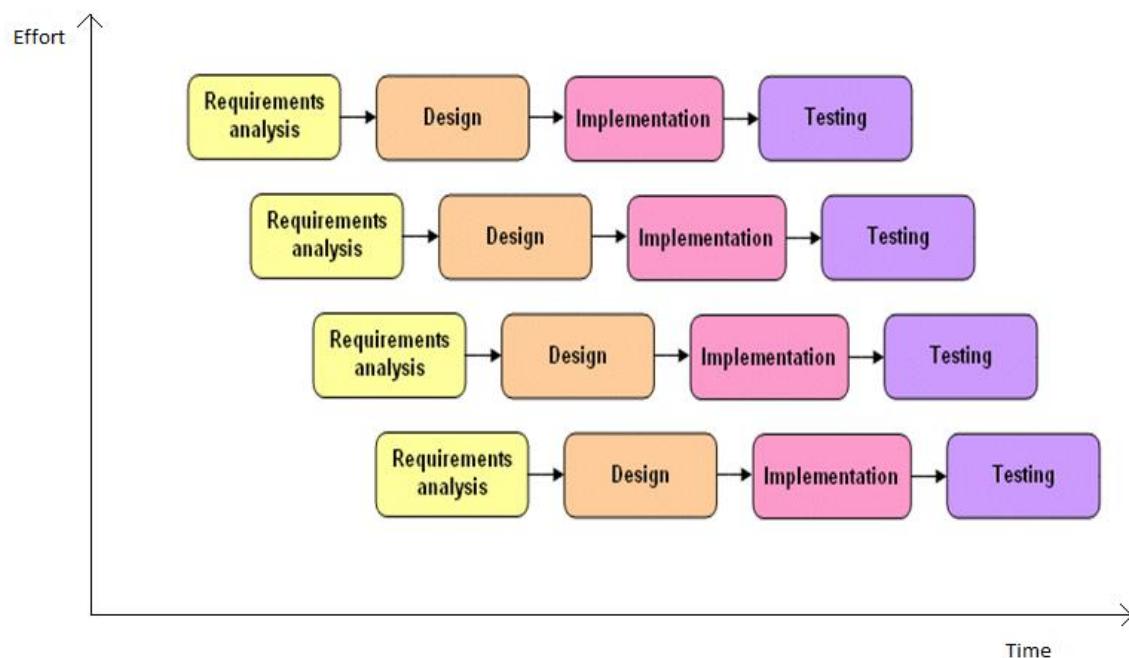 Effort
Requirements
analysis
Design
Implementation
Testing
Requirements
analysis
Design
Implementation
Testing
Requirements
analysis
Design
Implementation
Testing
Requirements
analysis
Design
Implementation
Testing
Time